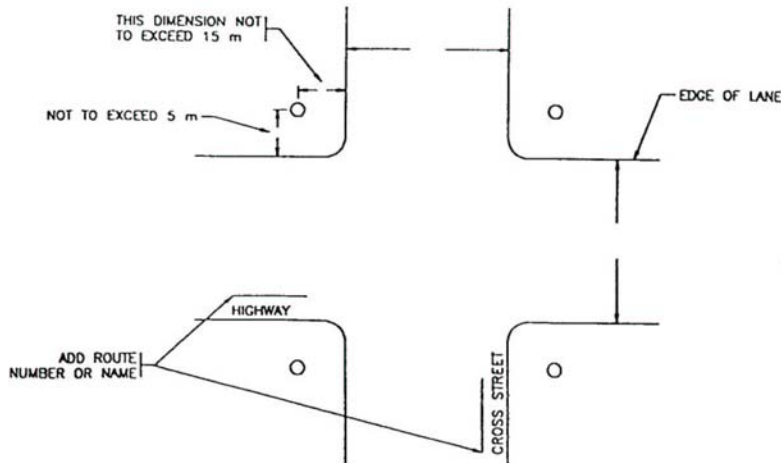 THIS DIMENSION NOT
TO EXCEED 15 m
NOT TO EXCEED 5 m
EDGE OF LANE
HIGHWAY
ADD ROUTE
NUMBER OR NAME
CROSS STREET